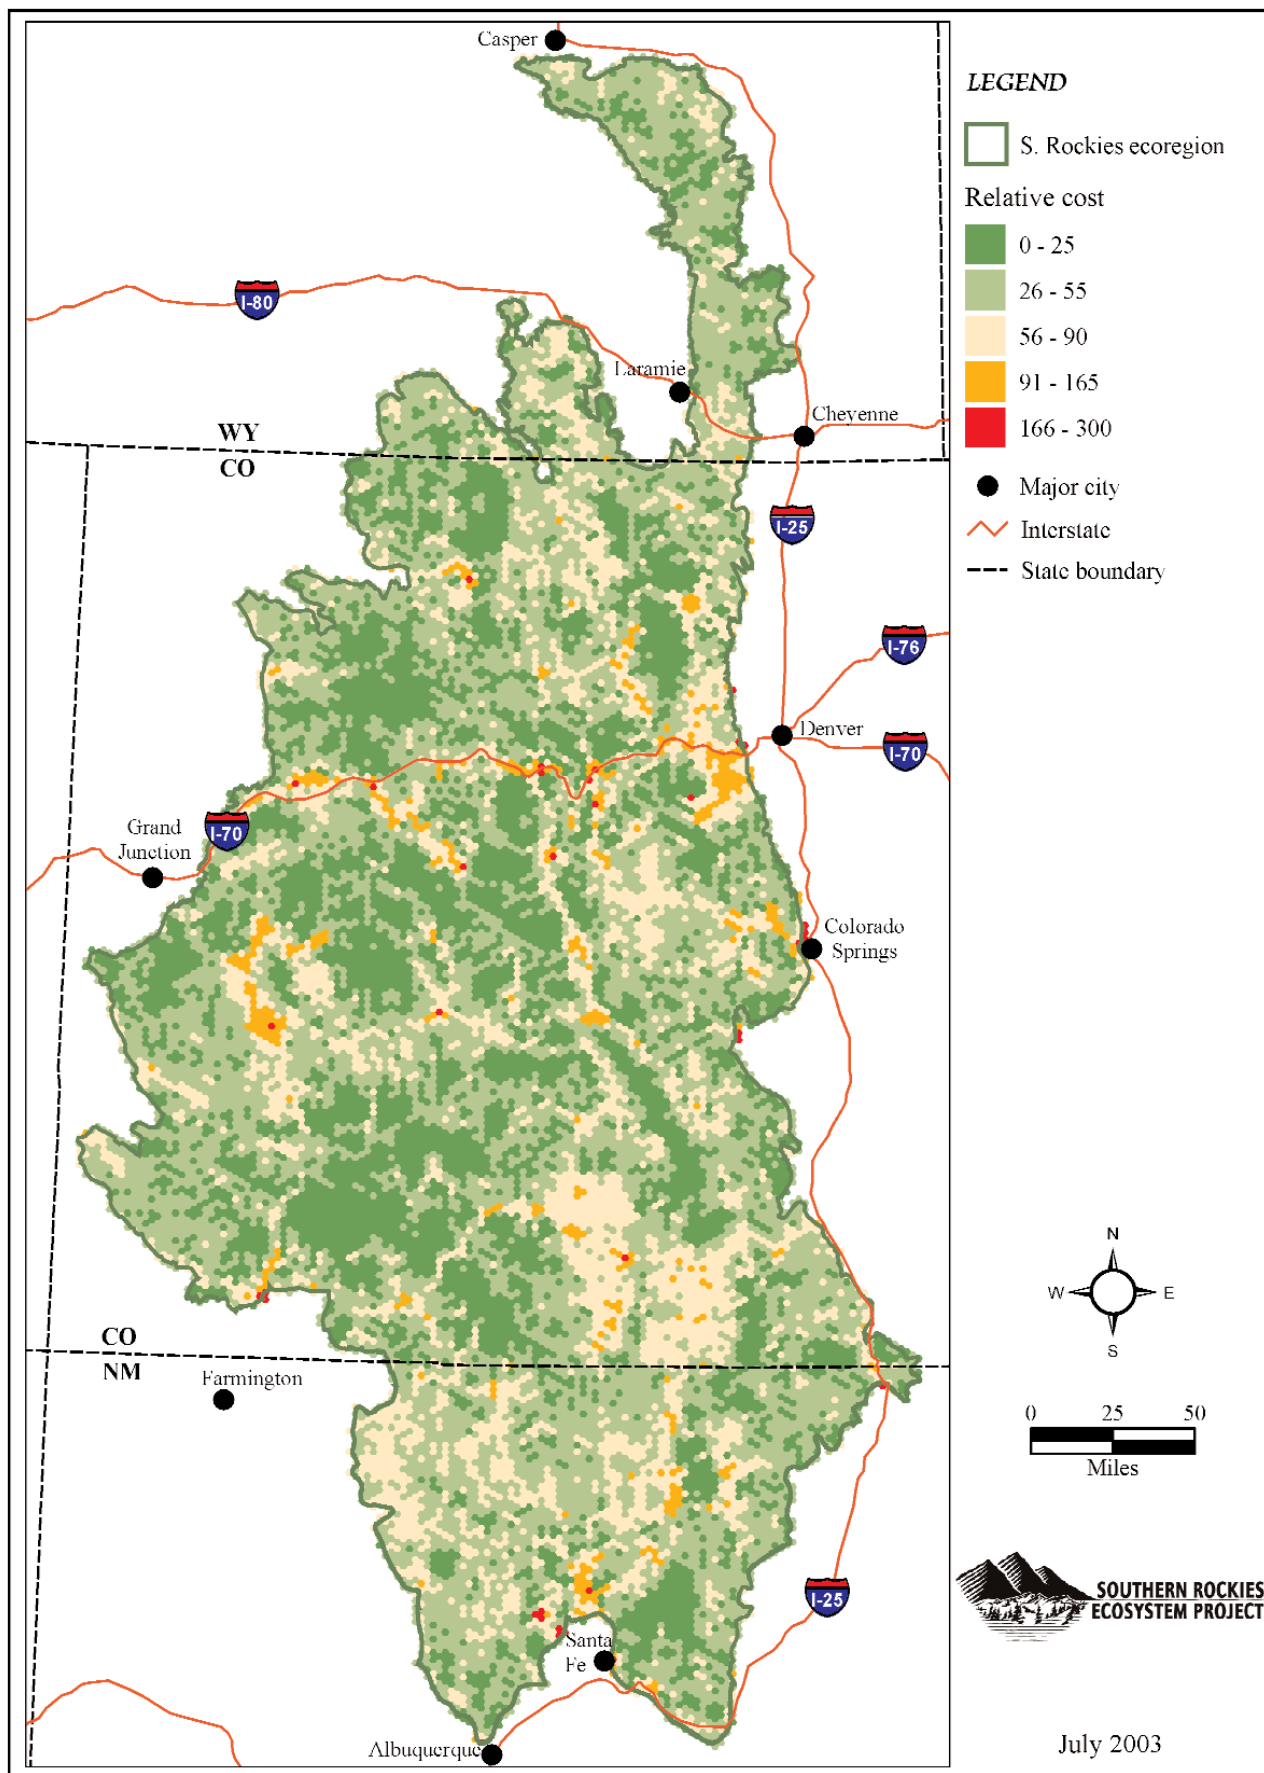 Casper
I-80
Laramie
Cheyenne
WY
CO
I-25
I-76
Denver
I-70
Grand
Junction
I-70
Colorado
Springs
CO
NM
Farmington
I-25
Santa
Fe
Albuquerque
LEGEND
S. Rockies ecoregion
Relative cost
0 - 25
26 - 55
56 - 90
91 - 165
166 - 300
Major city
Interstate
State boundary
N
W E
S
0 25 50
Miles
SOUTHERN ROCKIES
ECOSYSTEM PROJECT
July 2003